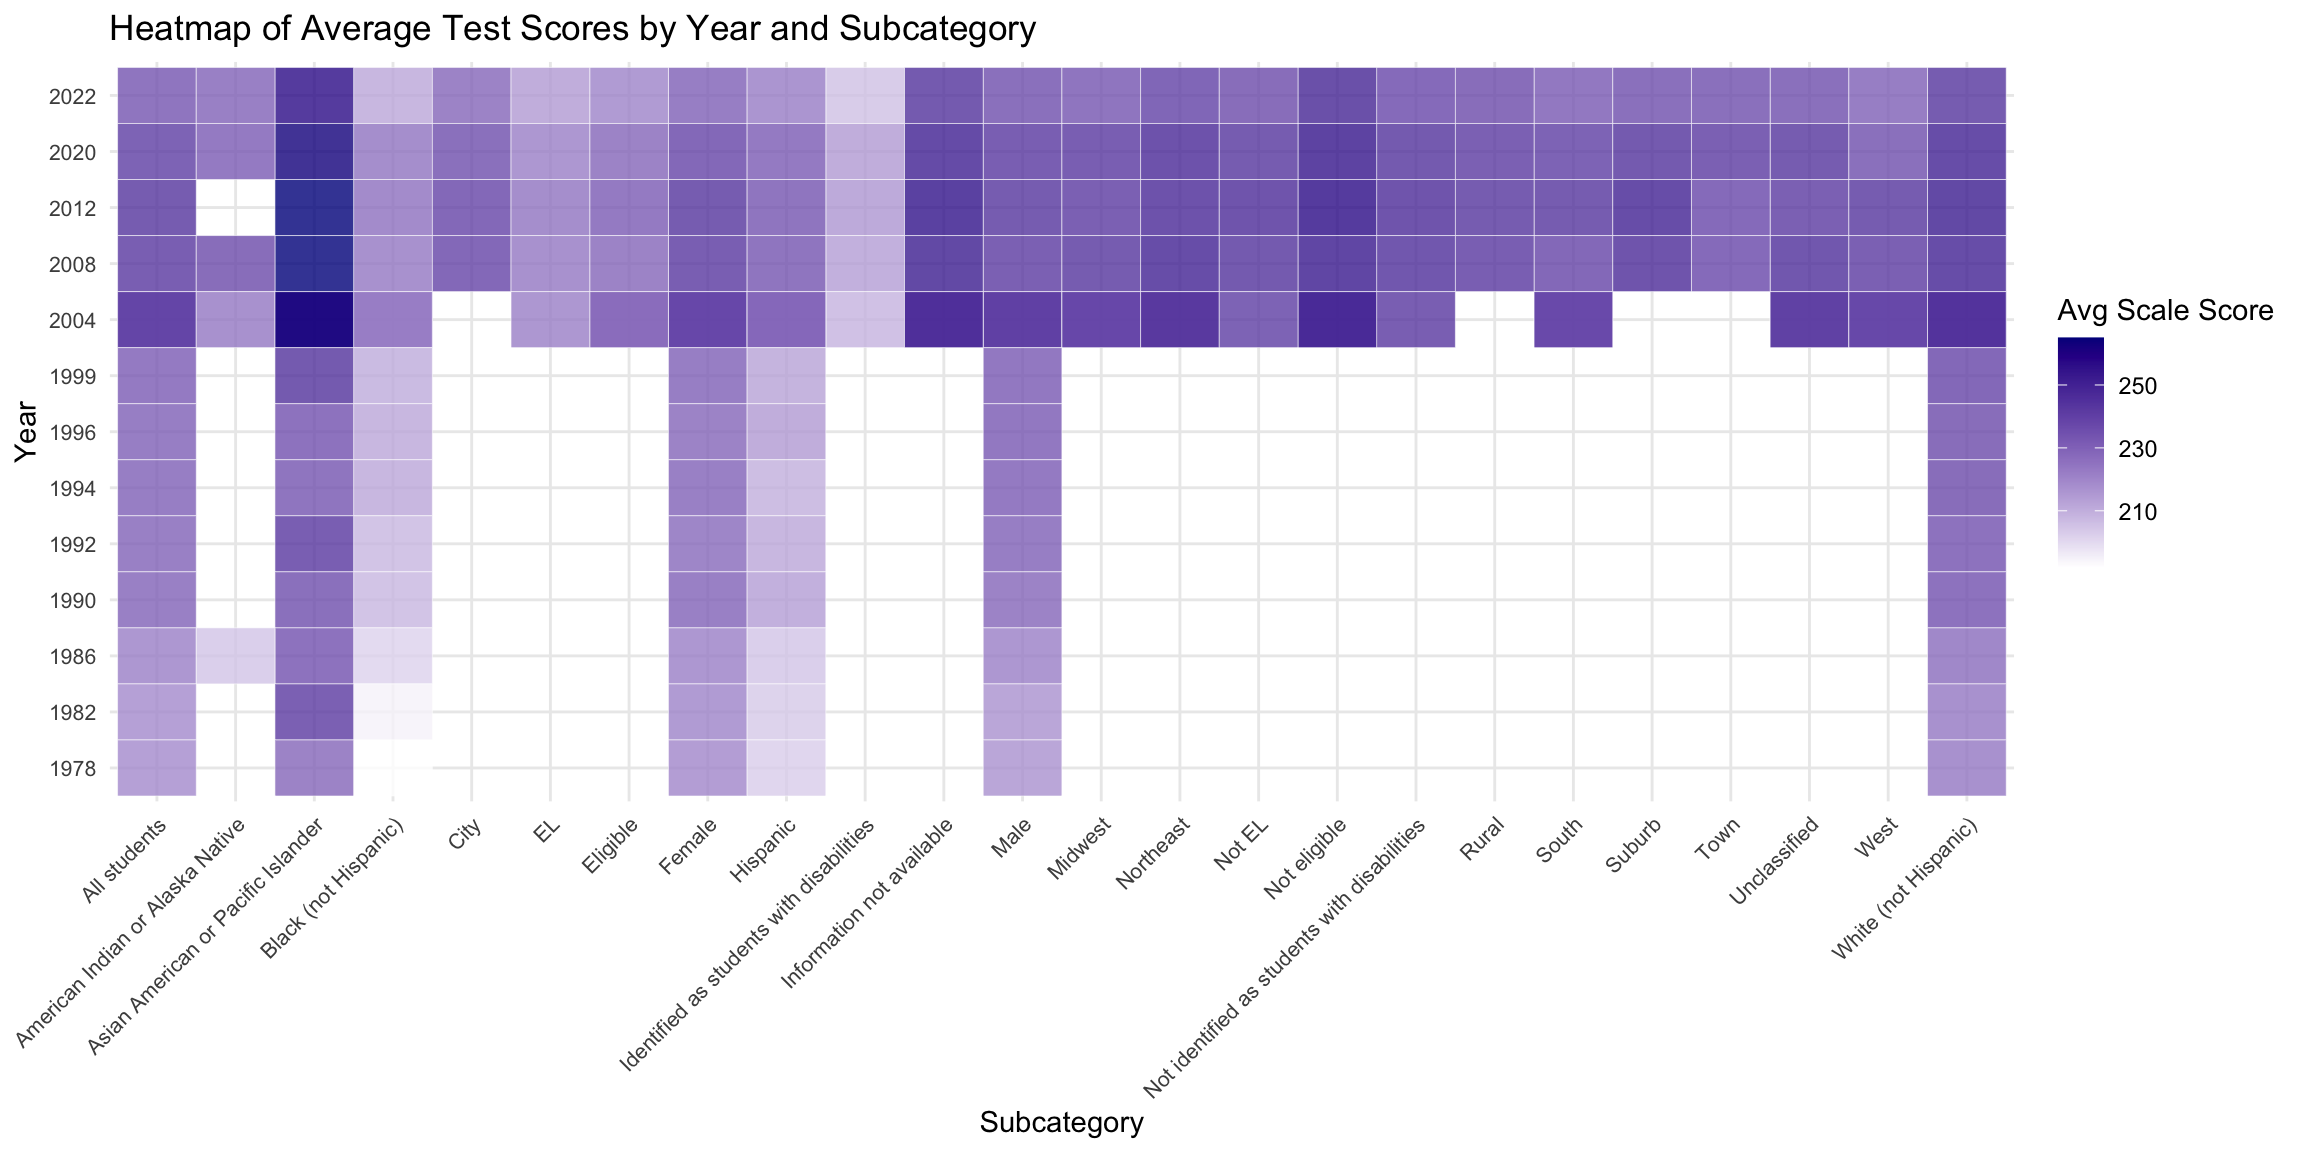 Heatmap of Average Test Scores by Year and Subcategory
2022
2020
2012
2008
2004
1999
1996
1994
1992
1990
1986
1982
1978
Year
All students
American Indian or Alaska Native
Asian American or Pacific Islander
Black (not Hispanic)
City
EL
Eligible
Female
Hispanic
Identified as students with disabilities
Information not available
Male
Midwest
Northeast
Not EL
Not eligible
Not identified as students with disabilities
Rural
South
Suburb
Town
Unclassified
West
White (not Hispanic)
Subcategory
Avg Scale Score
250
230
210